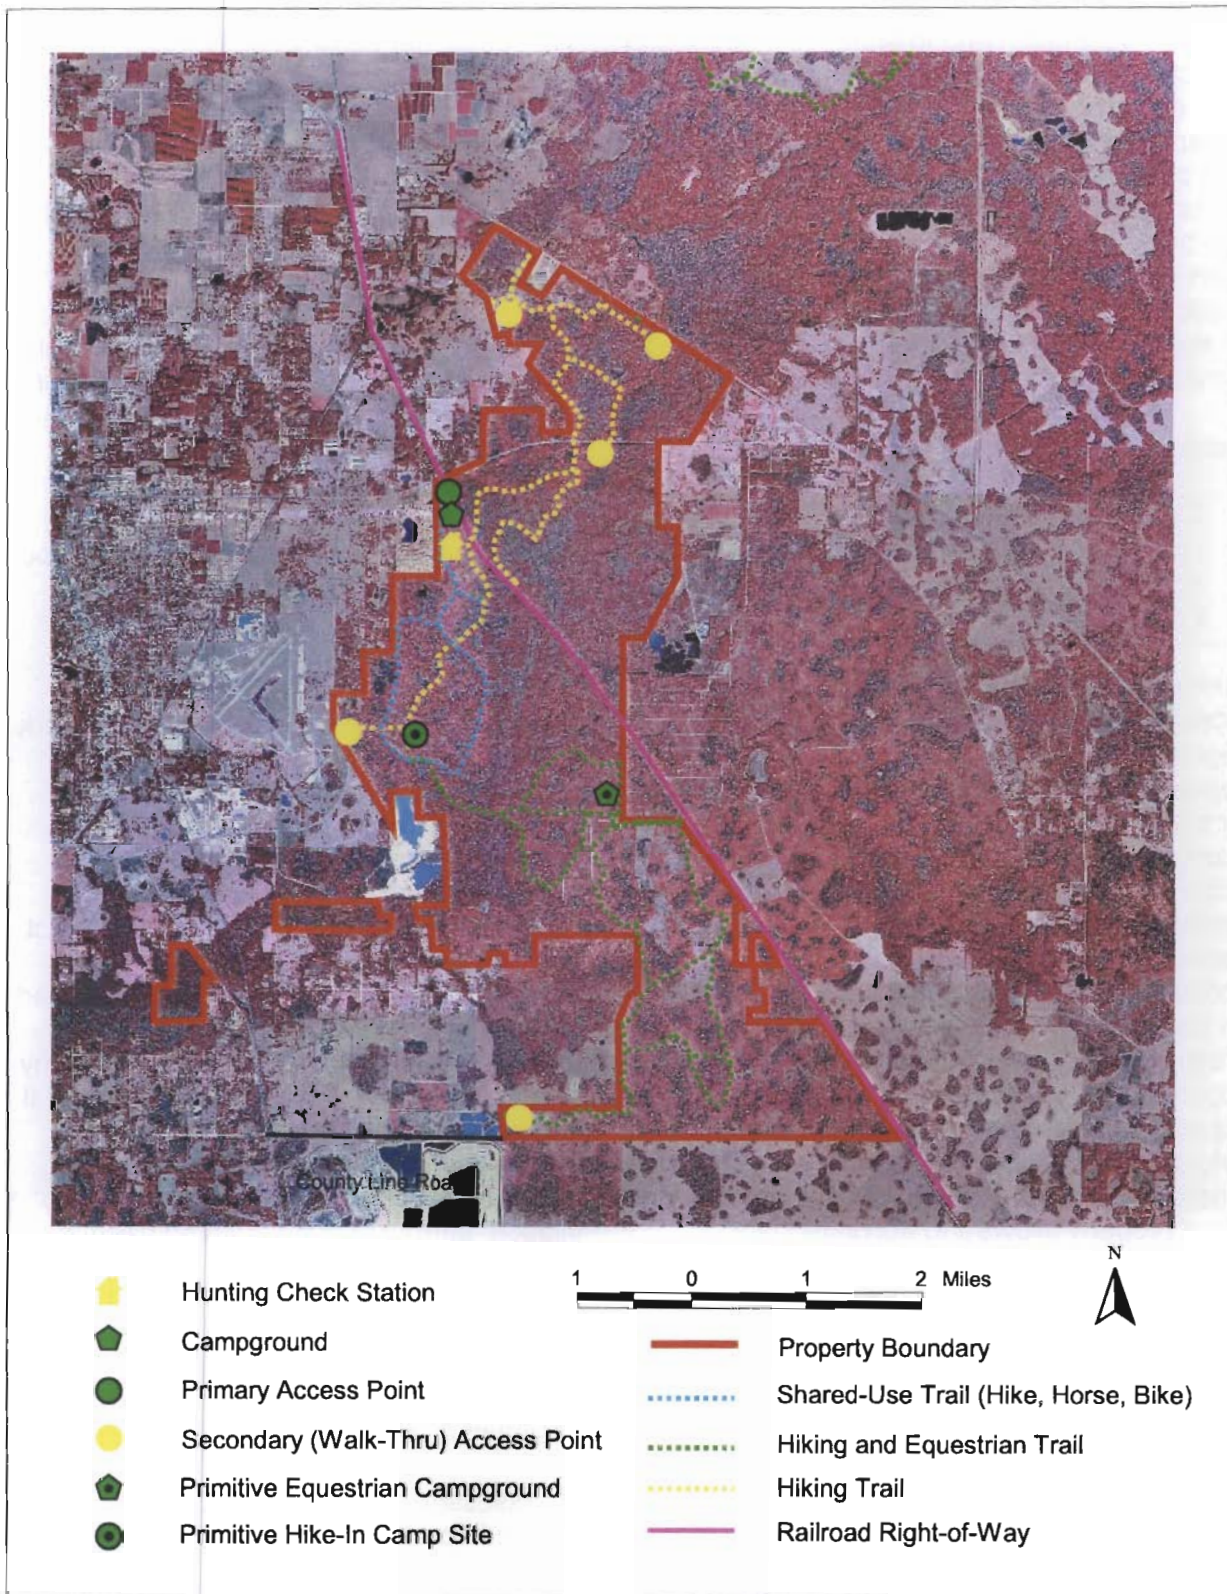 County Line Roa
N
1 0 1 2 Miles
Hunting Check Station
Campground
Primary Access Point
Secondary (Walk-Thru) Access Point
Primitive Equestrian Campground
Primitive Hike-In Camp Site
Property Boundary
Shared-Use Trail (Hike, Horse, Bike)
Hiking and Equestrian Trail
Hiking Trail
Railroad Right-of-Way